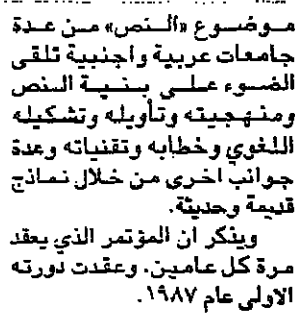 موضوع «النص» من عدة
جامعات عربية واجنبية تلقى
الضوء على بنية النص
ومنهجيته وتأويله وتشكيله
اللغوي وخطابه وتقنياته وعدة
جوانب اخرى من خلال نماذج
قديمة وحديثة.
ويذكر ان المؤتمر الذي يعقد
مرة كل عامين. وعقدت دورته
الاولى عام ١٩٨٧.